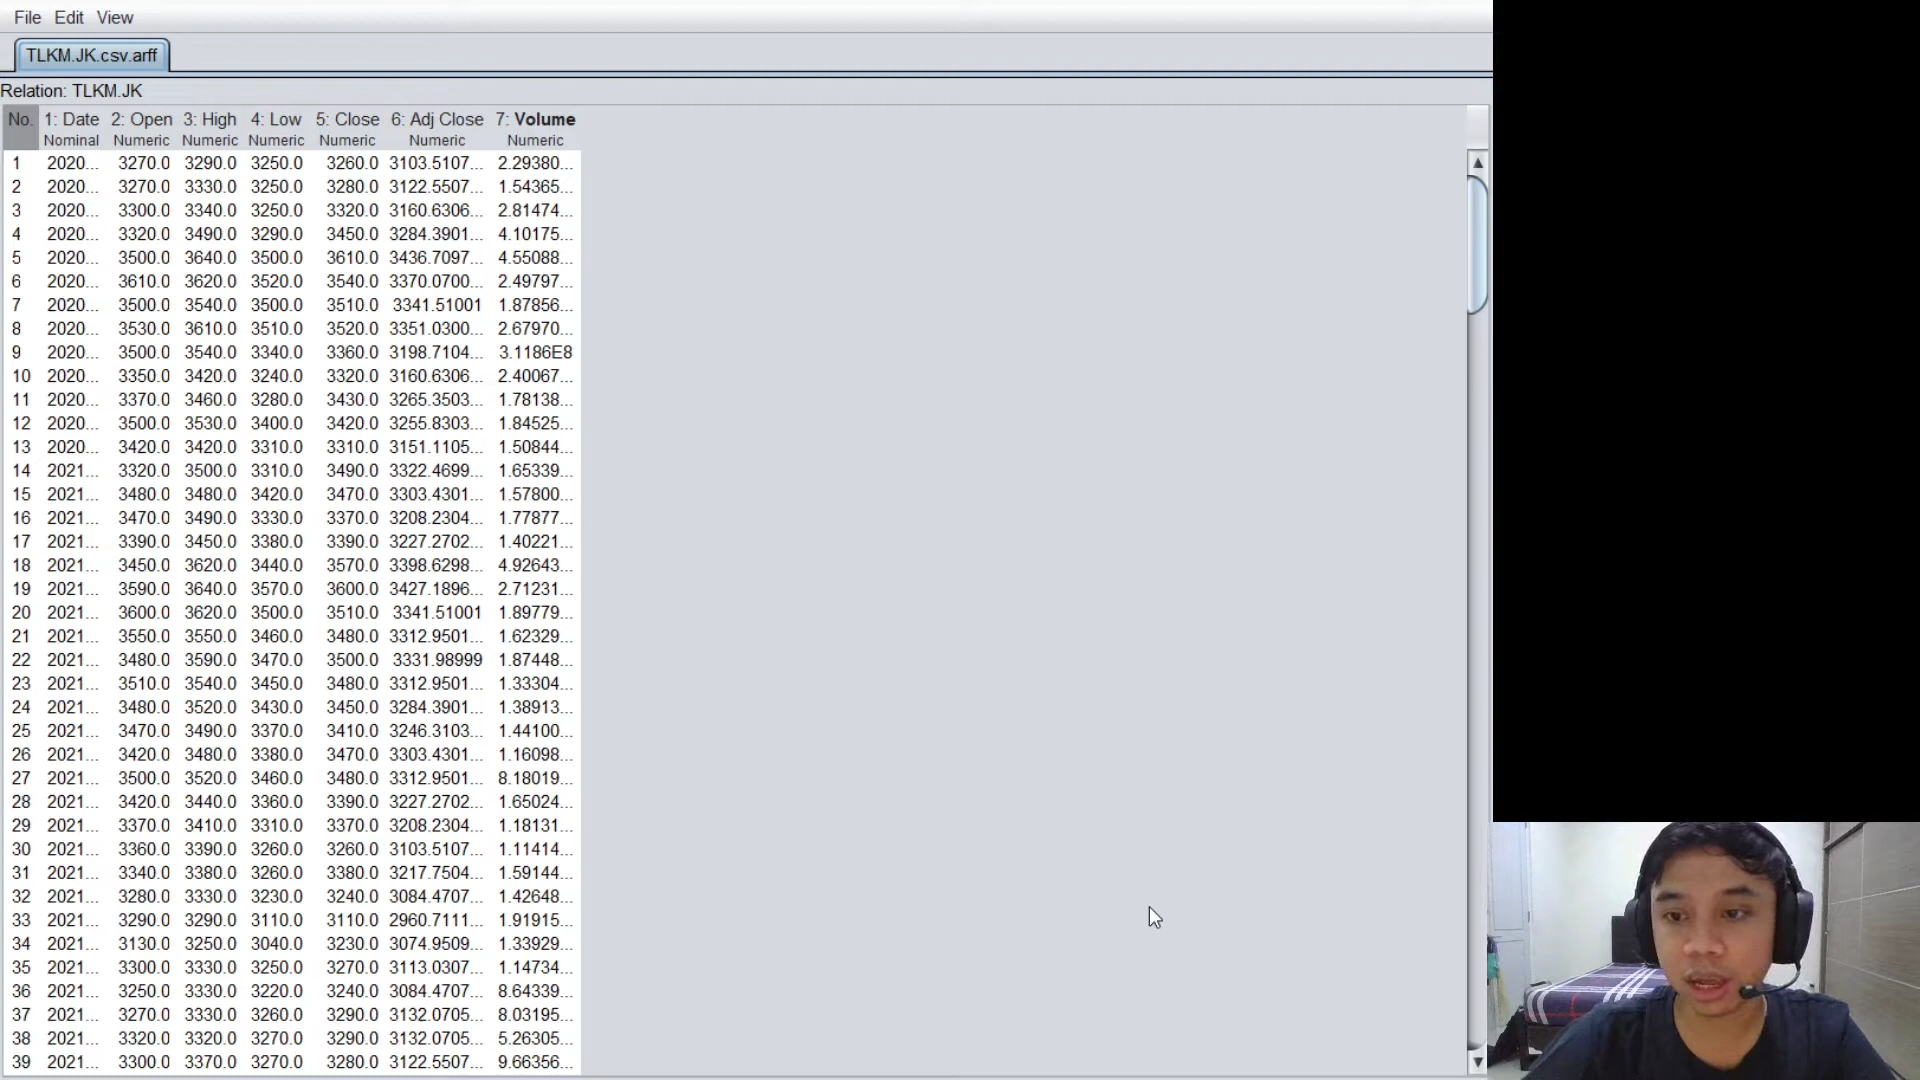 File Edit View
TLKM.JK.csv.arff
Relation: TLKM.JK
No. 1: Date 2: Open 3: High 4: Low 5: Close 6: Adj Close 7: Volume
Nominal Numeric Numeric Numeric Numeric Numeric Numeric
1 2020... 3270.0 3290.0 3250.0 3260.0 3103.5107... 2.29380...
2 2020... 3270.0 3330.0 3250.0 3280.0 3122.5507... 1.54365...
3 2020... 3300.0 3340.0 3250.0 3320.0 3160.6306... 2.81474...
4 2020... 3320.0 3490.0 3290.0 3450.0 3284.3901... 4.10175...
5 2020... 3500.0 3640.0 3500.0 3610.0 3436.7097... 4.55088...
6 2020... 3610.0 3620.0 3520.0 3540.0 3370.0700... 2.49797...
7 2020... 3500.0 3540.0 3500.0 3510.0 3341.51001 1.87856...
8 2020... 3530.0 3610.0 3510.0 3520.0 3351.0300... 2.67970...
9 2020... 3500.0 3540.0 3340.0 3360.0 3198.7104... 3.1186E8
10 2020... 3350.0 3420.0 3240.0 3320.0 3160.6306... 2.40067...
11 2020... 3370.0 3460.0 3280.0 3430.0 3265.3503... 1.78138...
12 2020... 3500.0 3530.0 3400.0 3420.0 3255.8303... 1.84525...
13 2020... 3420.0 3420.0 3310.0 3310.0 3151.1105... 1.50844...
14 2021... 3320.0 3500.0 3310.0 3490.0 3322.4699... 1.65339...
15 2021... 3480.0 3480.0 3420.0 3470.0 3303.4301... 1.57800...
16 2021... 3470.0 3490.0 3330.0 3370.0 3208.2304... 1.77877...
17 2021... 3390.0 3450.0 3380.0 3390.0 3227.2702... 1.40221...
18 2021... 3450.0 3620.0 3440.0 3570.0 3398.6298... 4.92643...
19 2021... 3590.0 3640.0 3570.0 3600.0 3427.1896... 2.71231...
20 2021... 3600.0 3620.0 3500.0 3510.0 3341.51001 1.89779...
21 2021... 3550.0 3550.0 3460.0 3480.0 3312.9501... 1.62329...
22 2021... 3480.0 3590.0 3470.0 3500.0 3331.98999 1.87448...
23 2021... 3510.0 3540.0 3450.0 3480.0 3312.9501... 1.33304...
24 2021... 3480.0 3520.0 3430.0 3450.0 3284.3901... 1.38913...
25 2021... 3470.0 3490.0 3370.0 3410.0 3246.3103... 1.44100...
26 2021... 3420.0 3480.0 3380.0 3470.0 3303.4301... 1.16098...
27 2021... 3500.0 3520.0 3460.0 3480.0 3312.9501... 8.18019...
28 2021... 3420.0 3440.0 3360.0 3390.0 3227.2702... 1.65024...
29 2021... 3370.0 3410.0 3310.0 3370.0 3208.2304... 1.18131...
30 2021... 3360.0 3390.0 3260.0 3260.0 3103.5107... 1.11414...
31 2021... 3340.0 3380.0 3260.0 3380.0 3217.7504... 1.59144...
32 2021... 3280.0 3330.0 3230.0 3240.0 3084.4707... 1.42648...
33 2021... 3290.0 3290.0 3110.0 3110.0 2960.7111... 1.91915...
34 2021... 3130.0 3250.0 3040.0 3230.0 3074.9509... 1.33929...
35 2021... 3300.0 3330.0 3250.0 3270.0 3113.0307... 1.14734...
36 2021... 3250.0 3330.0 3220.0 3240.0 3084.4707... 8.64339...
37 2021... 3270.0 3330.0 3260.0 3290.0 3132.0705... 8.03195...
38 2021... 3320.0 3320.0 3270.0 3290.0 3132.0705... 5.26305...
39 2021... 3300.0 3370.0 3270.0 3280.0 3122.5507... 9.66356...